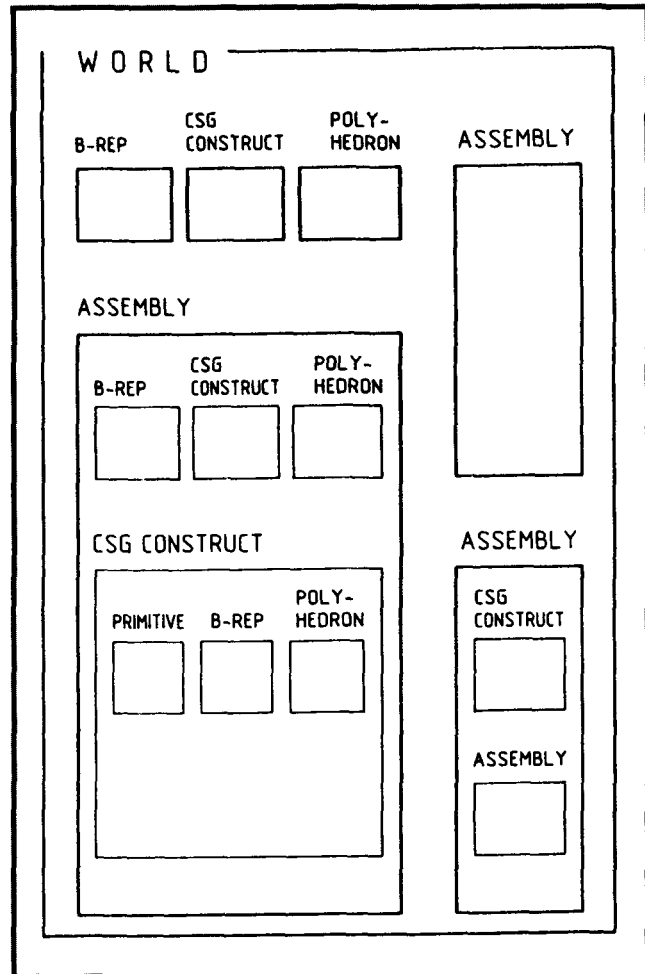 WORLD
B-REP
CSG
CONSTRUCT
POLY-
HEDRON
ASSEMBLY
ASSEMBLY
B-REP
CSG
CONSTRUCT
POLY-
HEDRON
CSG CONSTRUCT
PRIMITIVE
B-REP
POLY-
HEDRON
ASSEMBLY
CSG
CONSTRUCT
ASSEMBLY